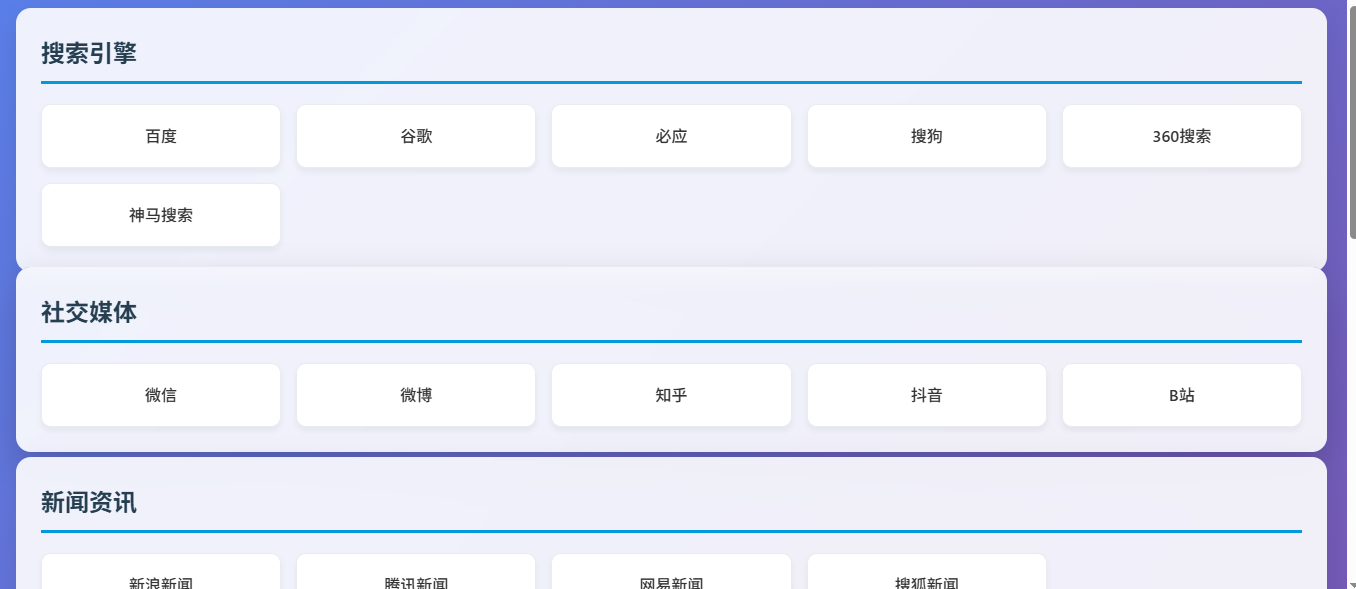 搜索引擎
百度
谷歌
必应
搜狗
360搜索
神马搜索
社交媒体
微信
微博
知乎
抖音
B站
新闻资讯
新浪新闻
腾讯新闻
网易新闻
搜狐新闻